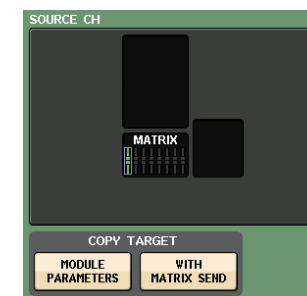 SOURCE CH
MATRIX
COPY TARGET
MODULE
PARAMETERS
WITH
MATRIX SEND